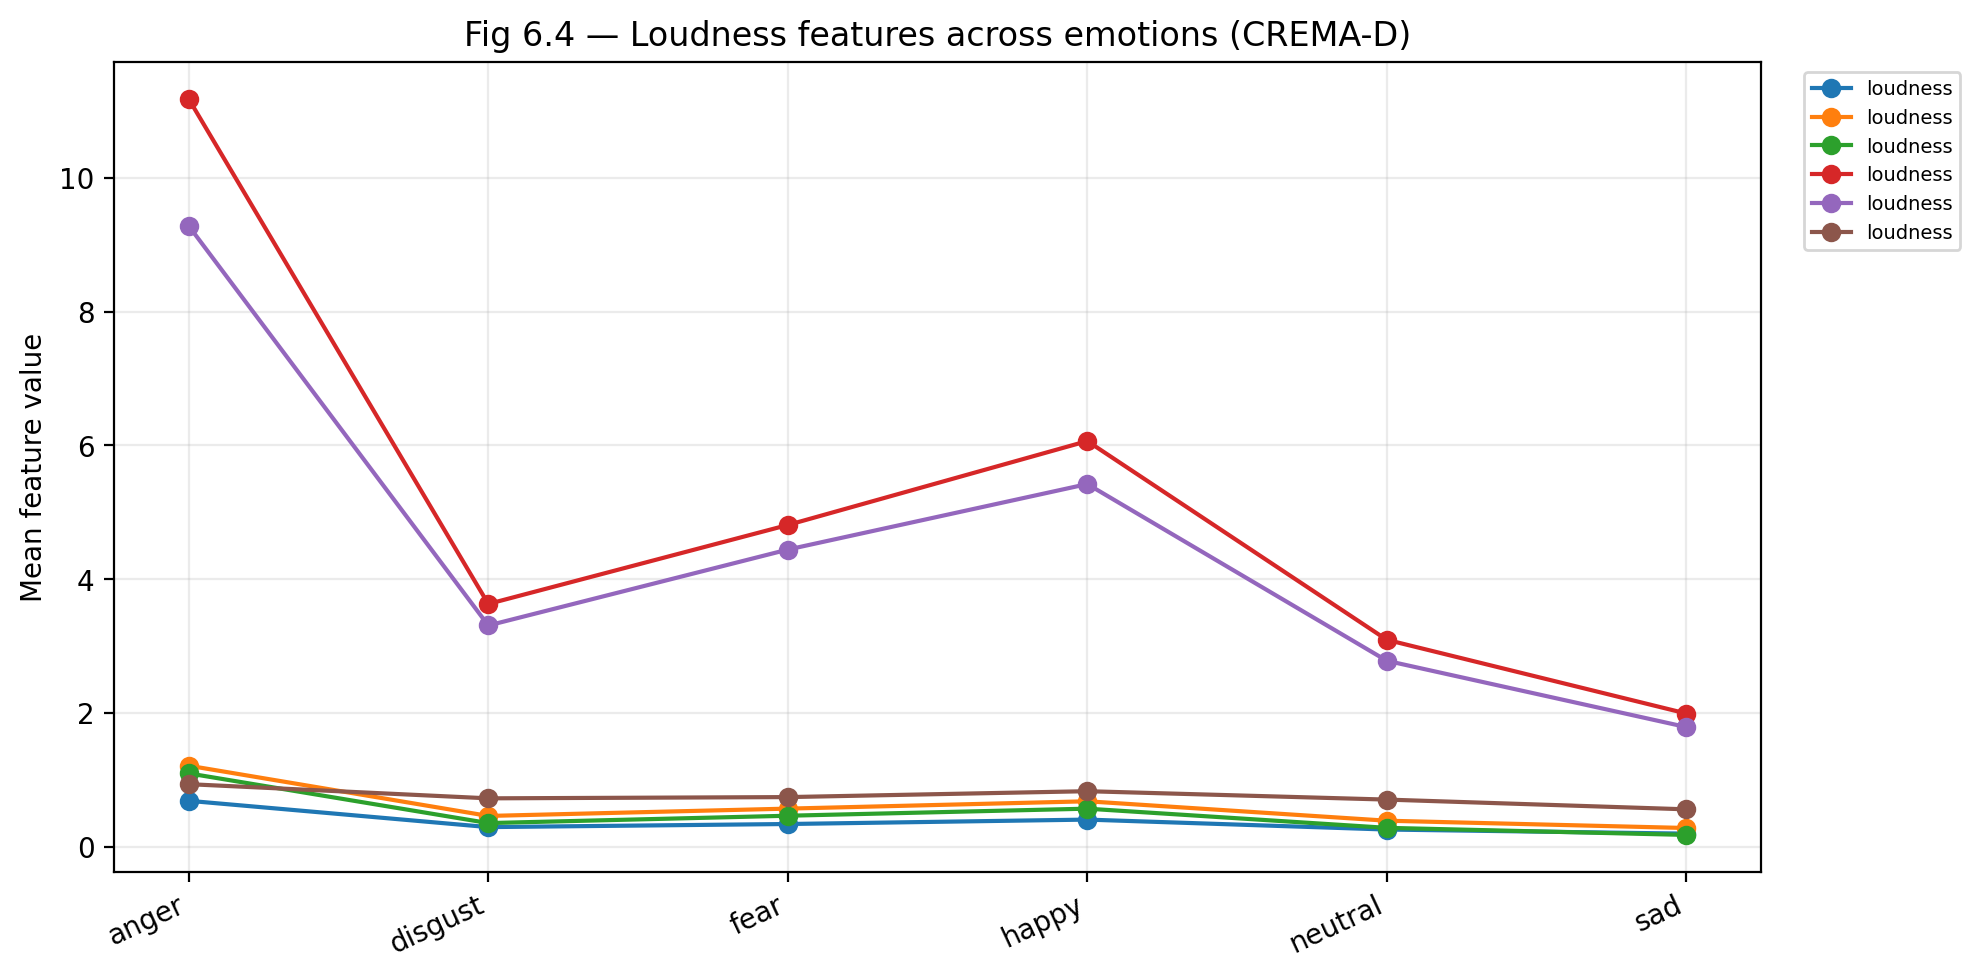 Fig 6.4 — Loudness features across emotions (CREMA-D)
Mean feature value
10
8
6
4
2
0
anger
disgust
fear
happy
neutral
sad
loudness
loudness
loudness
loudness
loudness
loudness